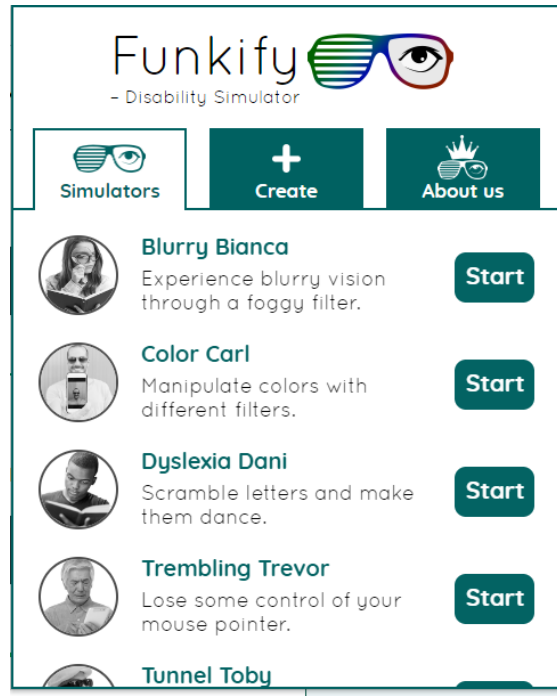 Funkify
– Disability Simulator
Simulators
Create
About us
Blurry Bianca
Experience blurry vision
through a foggy filter.
Start
Color Carl
Manipulate colors with
different filters.
Start
Dyslexia Dani
Scramble letters and make
them dance.
Start
Trembling Trevor
Lose some control of your
mouse pointer.
Start
Tunnel Toby